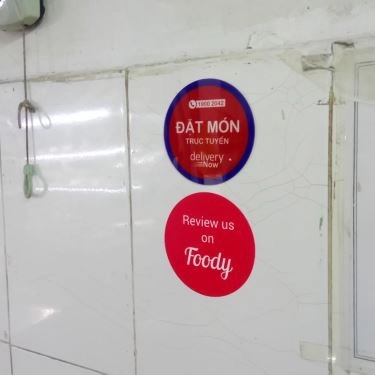 1900 2042
ĐẶT MÓN
TRỰC TUYẾN
delivery
Now
Review us
on
Foody